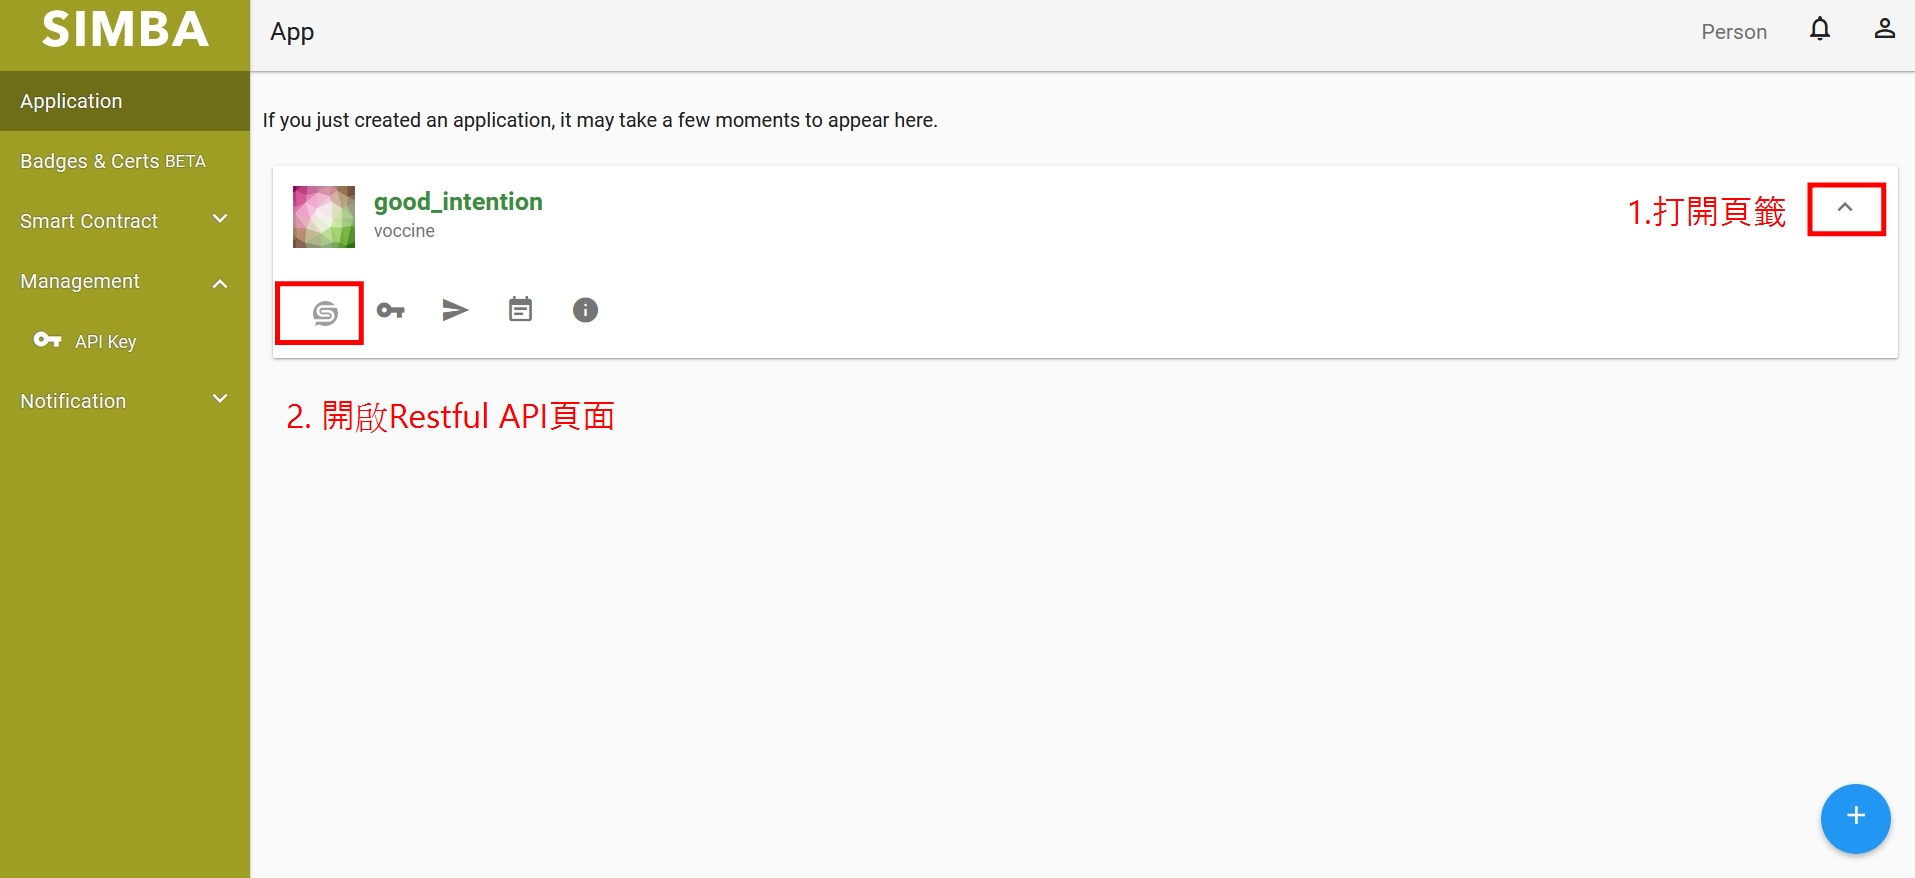 SIMBA
App
Person
Application
If you just created an application, it may take a few moments to appear here.
Badges & Certs BETA
good_intention
voccine
1.打開頁籤
Smart Contract
Management
API Key
Notification
2. 開啟Restful API頁面